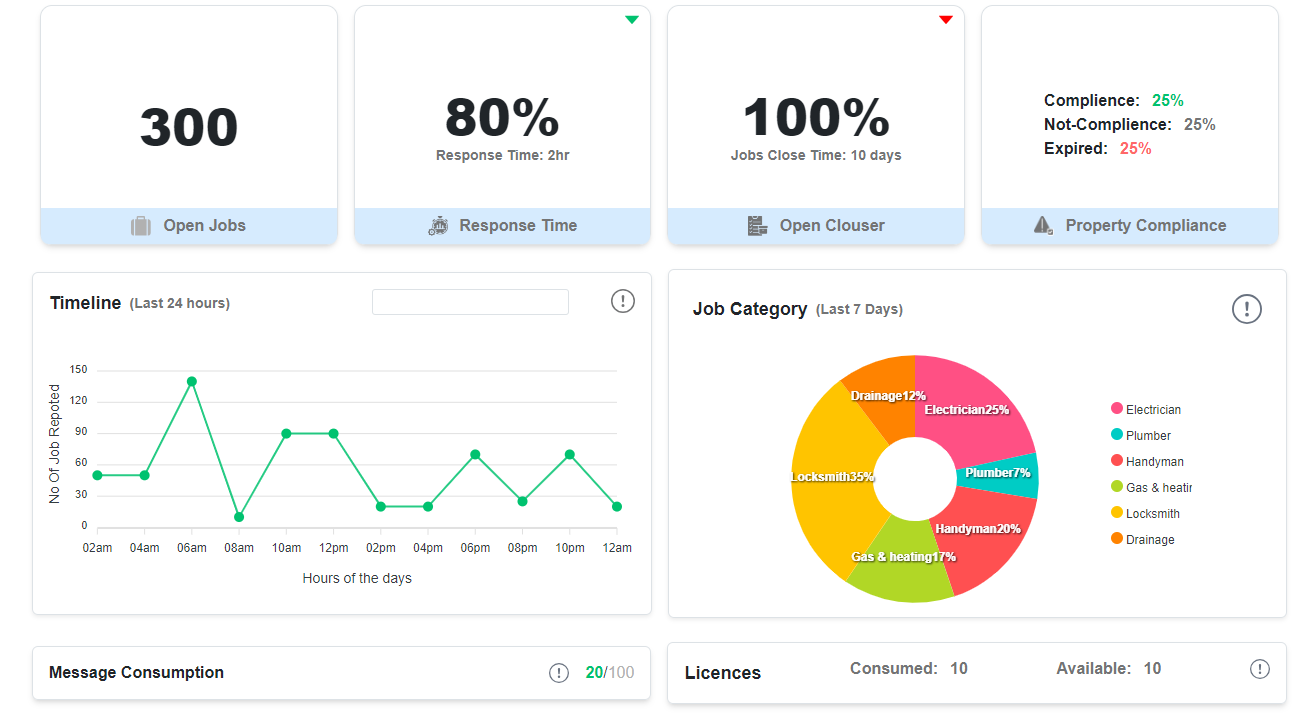 300
Open Jobs
80%
Response Time: 2hr
Response Time
100%
Jobs Close Time: 10 days
Open Clouser
Complience: 25%
Not-Complience: 25%
Expired: 25%
Property Compliance
Timeline (Last 24 hours)
!
No Of Job Repoted
150
120
90
60
30
0
02am 04am 06am 08am 10am 12pm 02pm 04pm 06pm 08pm 10pm 12am
Hours of the days
Job Category (Last 7 Days)
!
Drainage12%
Electrician25%
Locksmith35%
Plumber7%
Handyman20%
Gas & heating17%
Electrician
Plumber
Handyman
Gas & heatir
Locksmith
Drainage
Message Consumption ! 20/100
Licences Consumed: 10 Available: 10 !